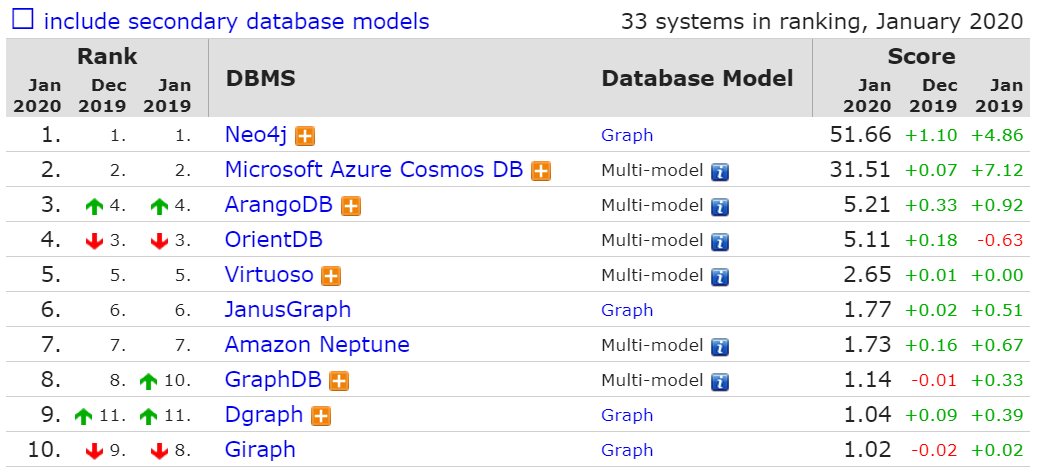 include secondary database models 33 systems in ranking, January 2020
Rank Score
Jan Dec Jan DBMS Database Model Jan Dec Jan
2020 2019 2019 2020 2019 2019
1. 1. 1. Neo4j Graph 51.66 +1.10 +4.86
2. 2. 2. Microsoft Azure Cosmos DB Multi-model 31.51 +0.07 +7.12
3. 4. 4. ArangoDB Multi-model 5.21 +0.33 +0.92
4. 3. 3. OrientDB Multi-model 5.11 +0.18 -0.63
5. 5. 5. Virtuoso Multi-model 2.65 +0.01 +0.00
6. 6. 6. JanusGraph Graph 1.77 +0.02 +0.51
7. 7. 7. Amazon Neptune Multi-model 1.73 +0.16 +0.67
8. 8. 10. GraphDB Multi-model 1.14 -0.01 +0.33
9. 11. 11. Dgraph Graph 1.04 +0.09 +0.39
10. 9. 8. Giraph Graph 1.02 -0.02 +0.02